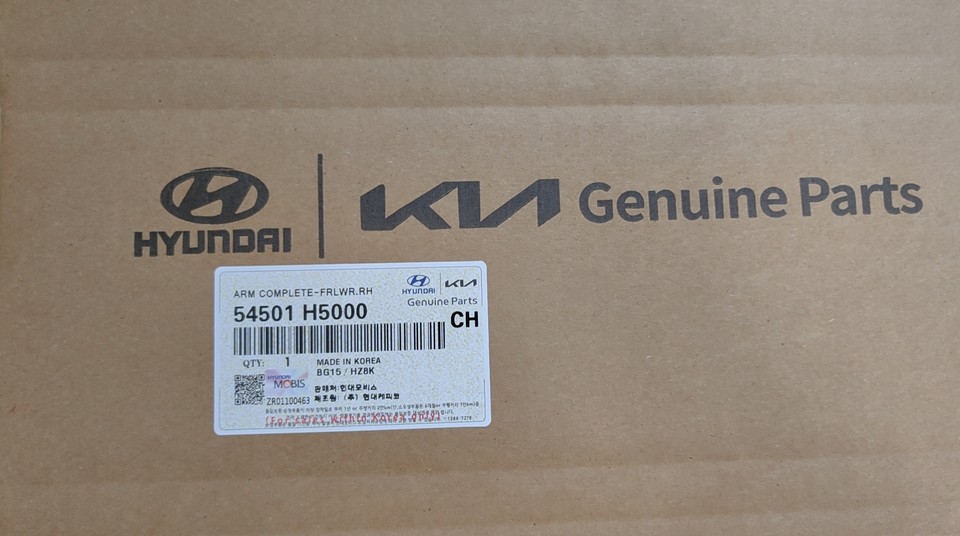 HYUNDAI
KIA Genuine Parts
ARM COMPLETE-FRLWR.RH
HYUNDAI KIA
Genuine Parts
54501 H5000
CH
QTY: 1
MADE IN KOREA
BG15 / HZ8K
HYUNDAI
MOBIS
판매처:현대모비스
ZR01100463
제조원: (주) 현대케피코